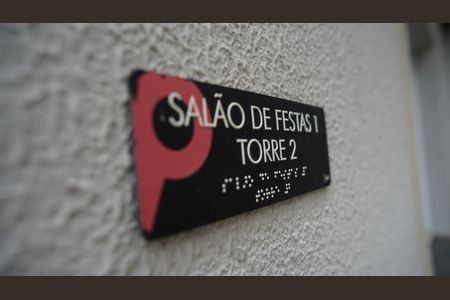 SALÃO DE FESTAS 1
TORRE 2